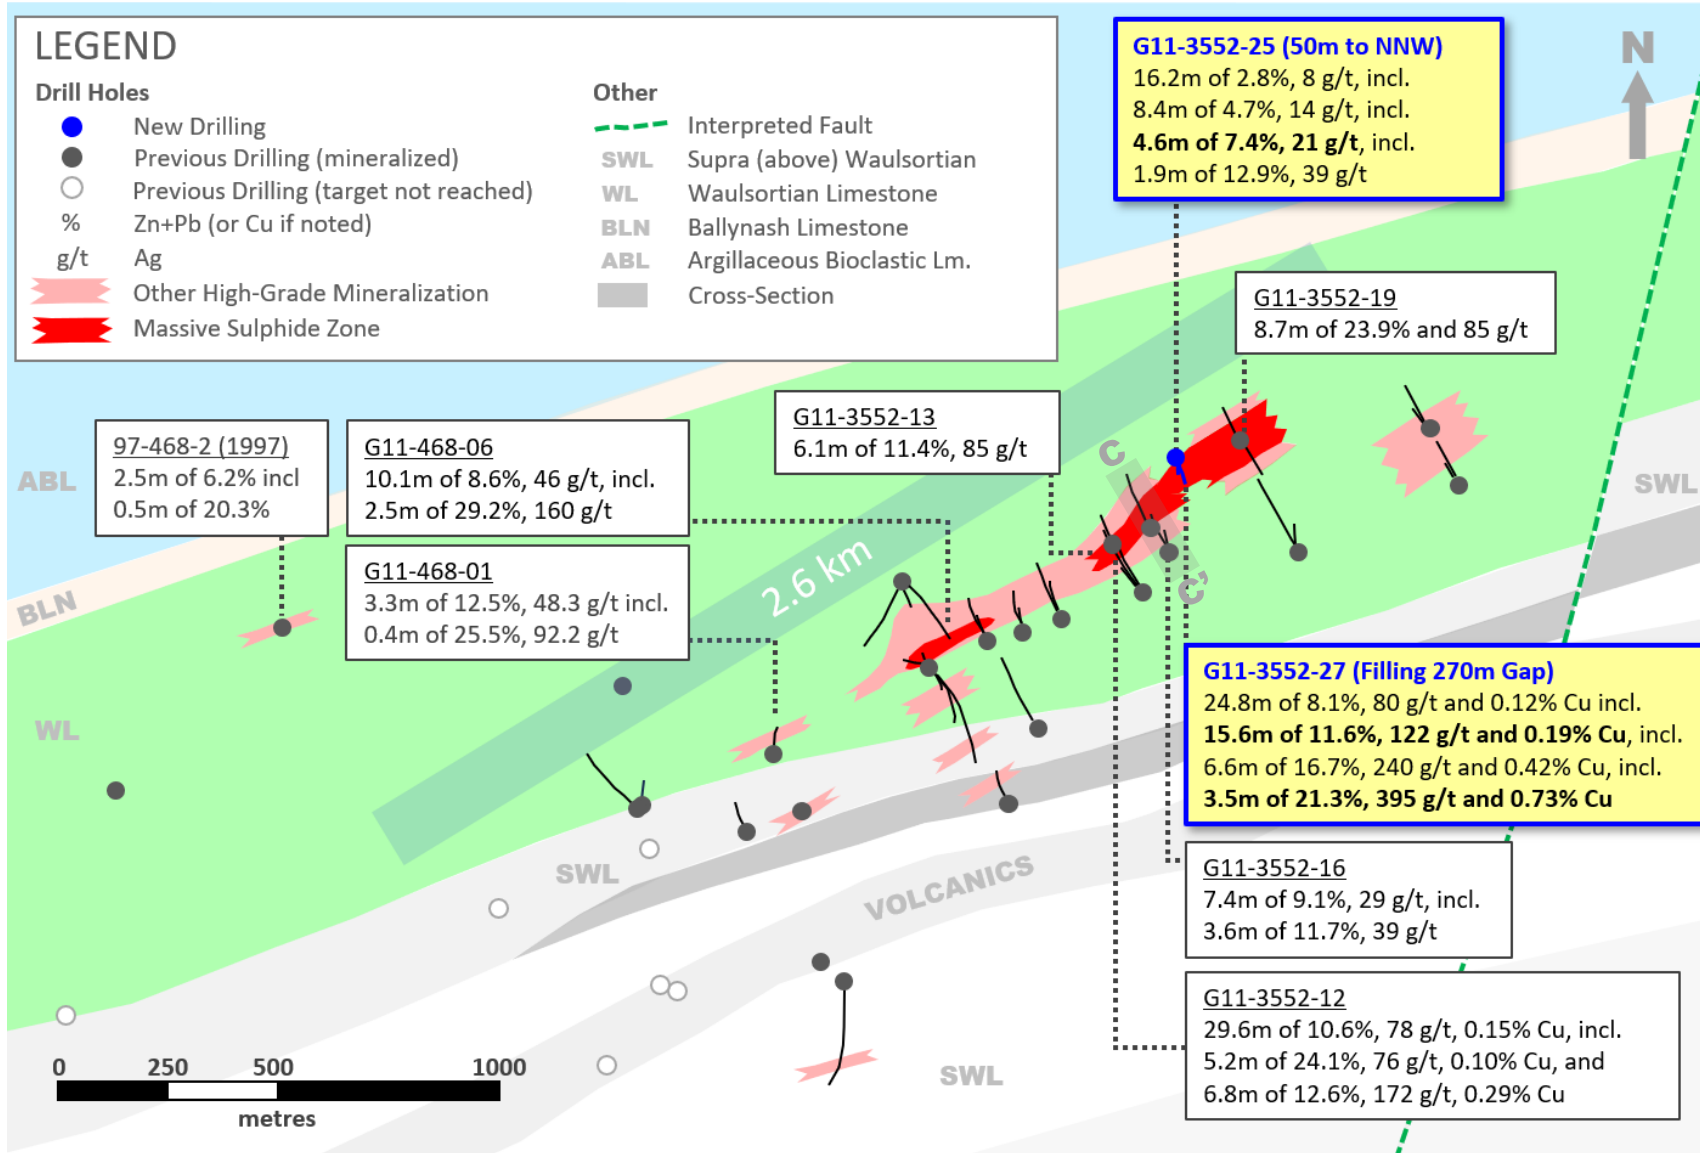 LEGEND
Drill Holes
New Drilling
Previous Drilling (mineralized)
Previous Drilling (target not reached)
% Zn+Pb (or Cu if noted)
g/t Ag
Other High-Grade Mineralization
Massive Sulphide Zone
Other
Interpreted Fault
SWL Supra (above) Waulsortian
WL Waulsortian Limestone
BLN Ballynash Limestone
ABL Argillaceous Bioclastic Lm.
Cross-Section
G11-3552-25 (50m to NNW)
16.2m of 2.8%, 8 g/t, incl.
8.4m of 4.7%, 14 g/t, incl.
4.6m of 7.4%, 21 g/t, incl.
1.9m of 12.9%, 39 g/t
N
G11-3552-19
8.7m of 23.9% and 85 g/t
G11-3552-13
6.1m of 11.4%, 85 g/t
97-468-2 (1997)
2.5m of 6.2% incl
0.5m of 20.3%
G11-468-06
10.1m of 8.6%, 46 g/t, incl.
2.5m of 29.2%, 160 g/t
G11-468-01
3.3m of 12.5%, 48.3 g/t incl.
0.4m of 25.5%, 92.2 g/t
ABL
BLN
WL
2.6 km
C
C'
SWL
G11-3552-27 (Filling 270m Gap)
24.8m of 8.1%, 80 g/t and 0.12% Cu incl.
15.6m of 11.6%, 122 g/t and 0.19% Cu, incl.
6.6m of 16.7%, 240 g/t and 0.42% Cu, incl.
3.5m of 21.3%, 395 g/t and 0.73% Cu
SWL
VOLCANICS
G11-3552-16
7.4m of 9.1%, 29 g/t, incl.
3.6m of 11.7%, 39 g/t
G11-3552-12
29.6m of 10.6%, 78 g/t, 0.15% Cu, incl.
5.2m of 24.1%, 76 g/t, 0.10% Cu, and
6.8m of 12.6%, 172 g/t, 0.29% Cu
SWL
0 250 500 1000
metres